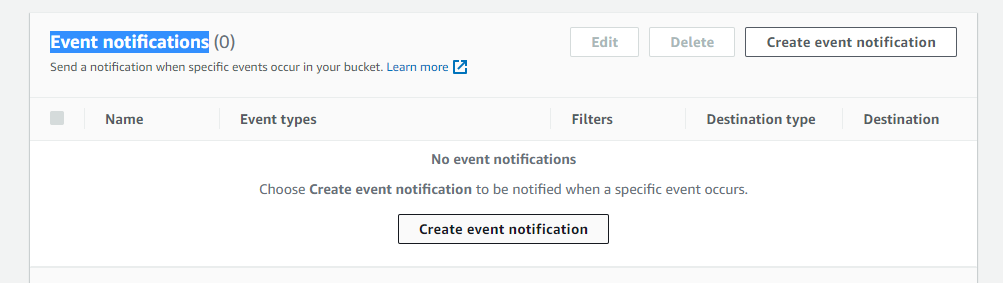 Event notifications (0)
Edit
Delete
Create event notification
Send a notification when specific events occur in your bucket. Learn more
Name
Event types
Filters
Destination type
Destination
No event notifications
Choose Create event notification to be notified when a specific event occurs.
Create event notification